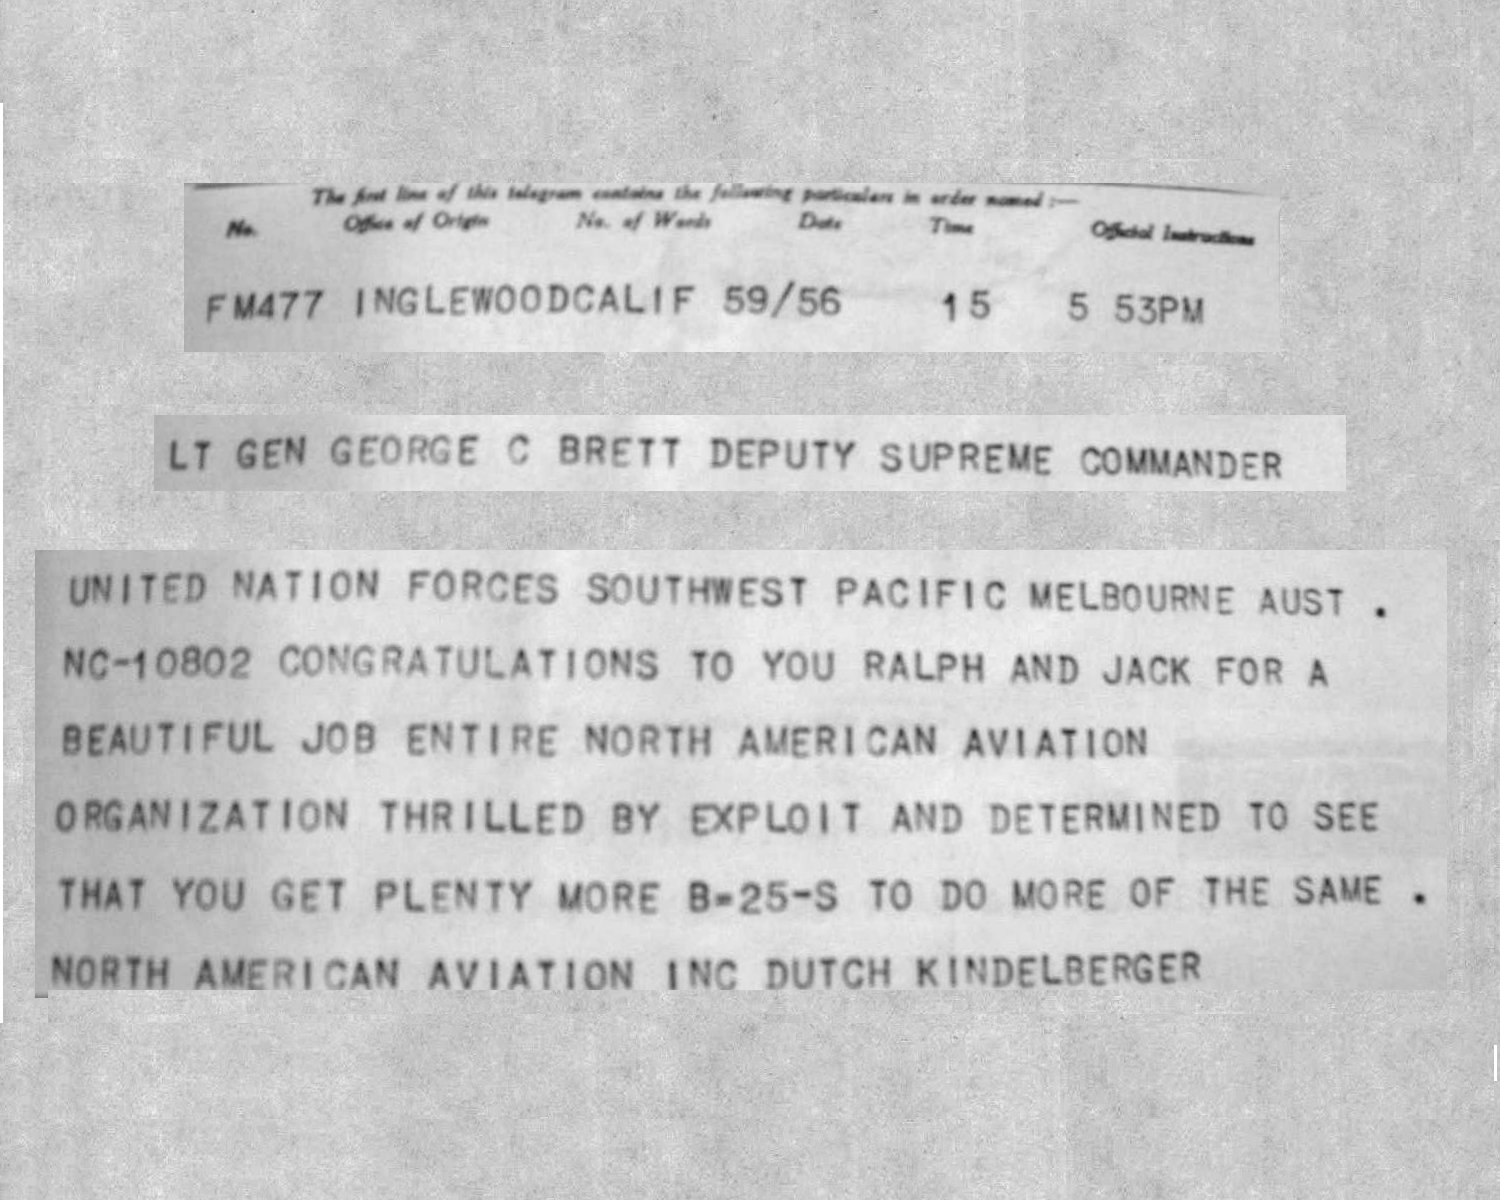 The first line of this telegram contains the following particulars in order named :—
No. Office of Origin No. of Words Date Time Official Instructions
FM477 INGLEWOODCALIF 59/56 15 5 53PM
LT GEN GEORGE C BRETT DEPUTY SUPREME COMMANDER
UNITED NATION FORCES SOUTHWEST PACIFIC MELBOURNE AUST .
NC-10802 CONGRATULATIONS TO YOU RALPH AND JACK FOR A
BEAUTIFUL JOB ENTIRE NORTH AMERICAN AVIATION
ORGANIZATION THRILLED BY EXPLOIT AND DETERMINED TO SEE
THAT YOU GET PLENTY MORE B=25-S TO DO MORE OF THE SAME .
NORTH AMERICAN AVIATION INC DUTCH KINDELBERGER